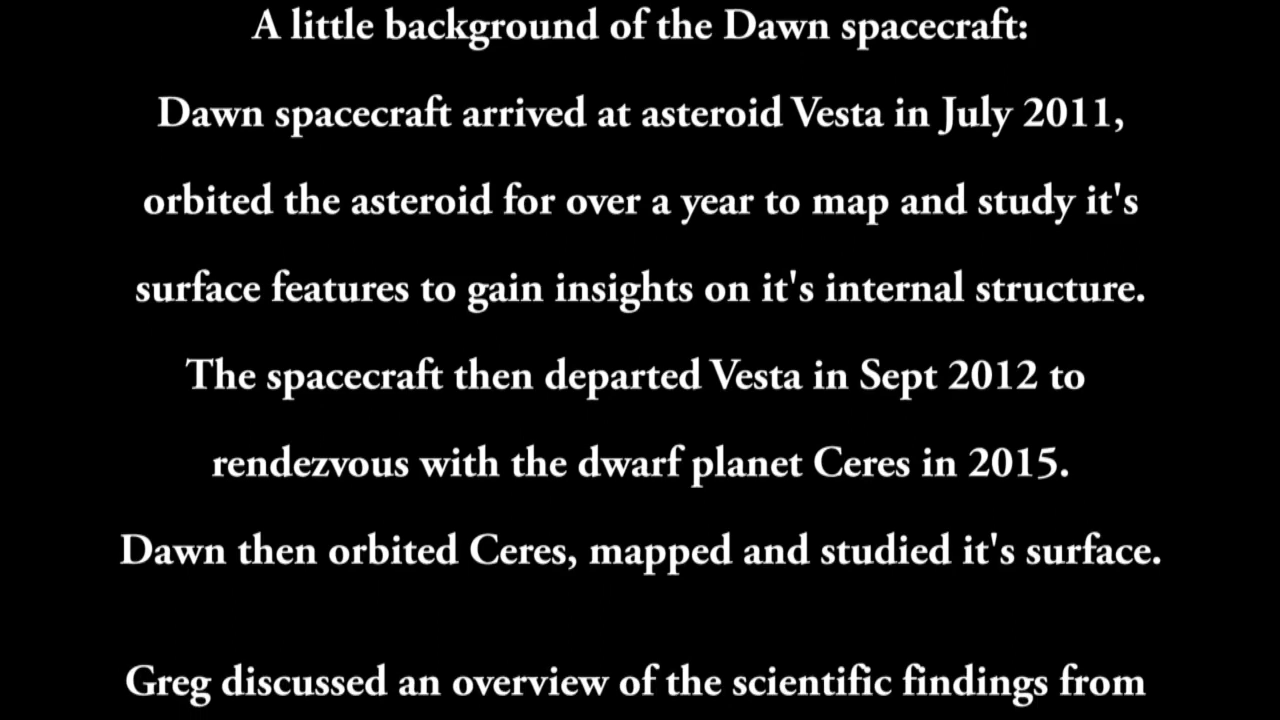 A little background of the Dawn spacecraft:
Dawn spacecraft arrived at asteroid Vesta in July 2011,
orbited the asteroid for over a year to map and study it's
surface features to gain insights on it's internal structure.
The spacecraft then departed Vesta in Sept 2012 to
rendezvous with the dwarf planet Ceres in 2015.
Dawn then orbited Ceres, mapped and studied it's surface.
Greg discussed an overview of the scientific findings from